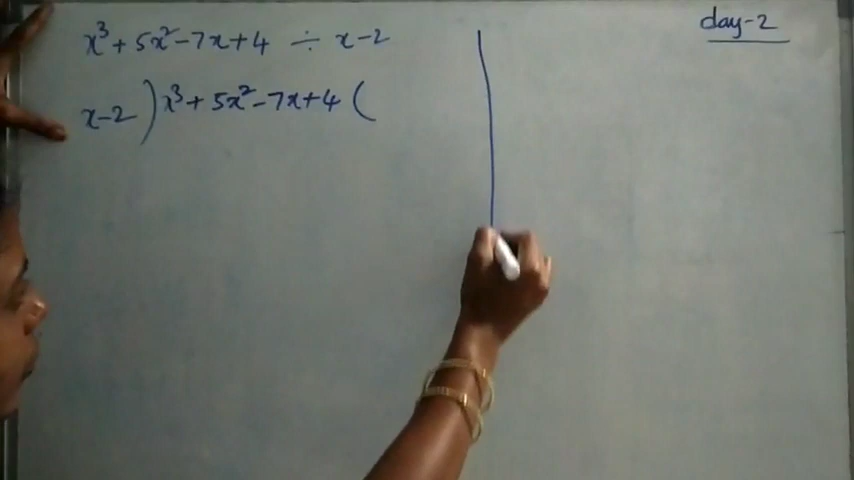 day-2
x³ + 5x² - 7x + 4 ÷ x - 2
x-2 ) x³ + 5x² - 7x + 4 (